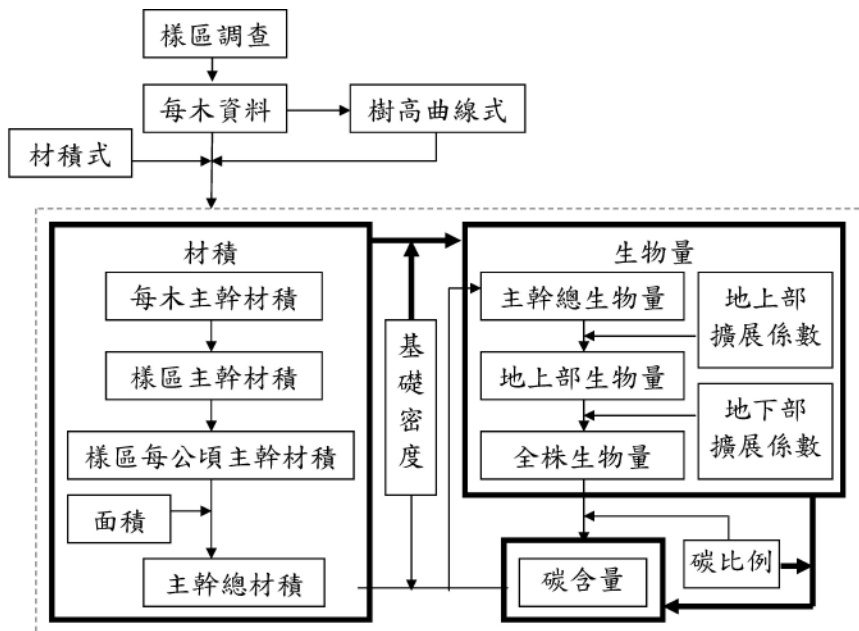 樣區調查
每木資料
樹高曲線式
材積式
材積
每木主幹材積
樣區主幹材積
樣區每公頃主幹材積
面積
主幹總材積
基
礎
密
度
生物量
主幹總生物量
地上部
擴展係數
地上部生物量
地下部
擴展係數
全株生物量
碳比例
碳含量